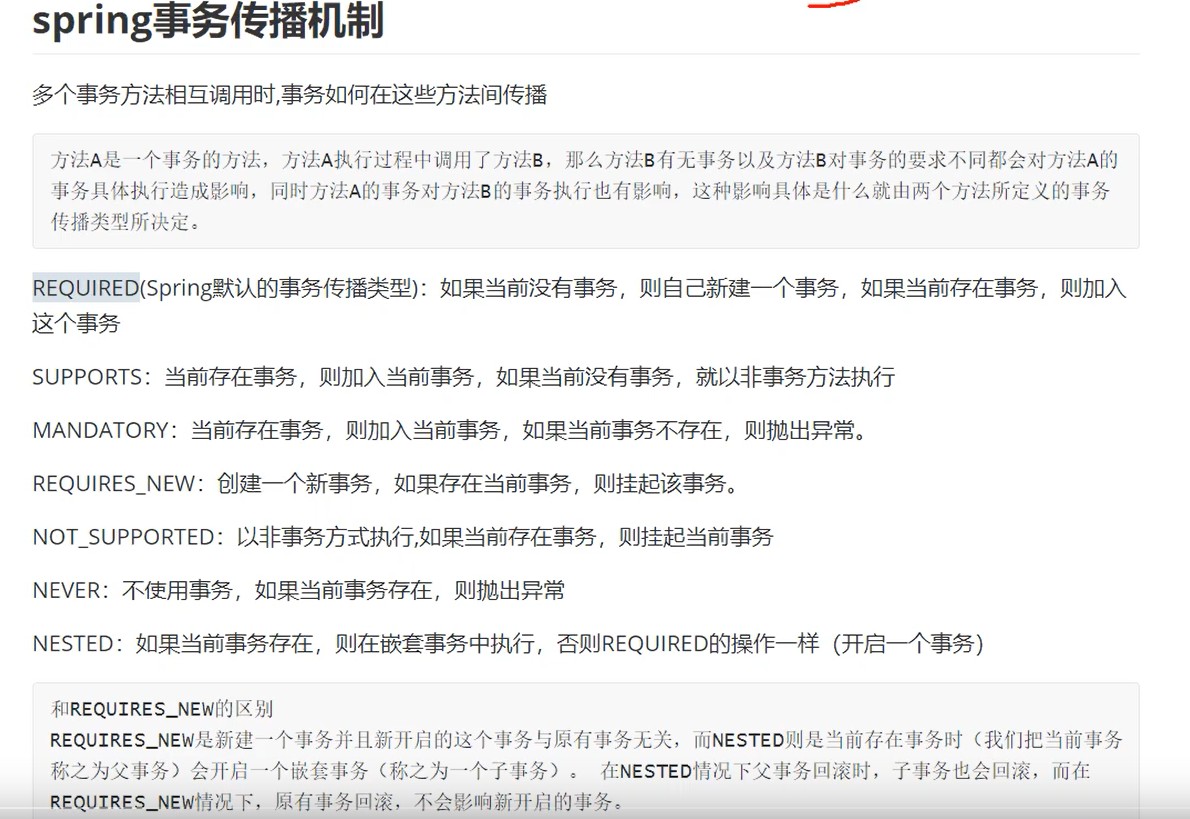 spring事务传播机制
多个事务方法相互调用时,事务如何在这些方法间传播
方法A是一个事务的方法，方法A执行过程中调用了方法B，那么方法B有无事务以及方法B对事务的要求不同都会对方法A的
事务具体执行造成影响，同时方法A的事务对方法B的事务执行也有影响，这种影响具体是什么就由两个方法所定义的事务
传播类型所决定。
REQUIRED(Spring默认的事务传播类型)：如果当前没有事务，则自己新建一个事务，如果当前存在事务，则加入
这个事务
SUPPORTS：当前存在事务，则加入当前事务，如果当前没有事务，就以非事务方法执行
MANDATORY：当前存在事务，则加入当前事务，如果当前事务不存在，则抛出异常。
REQUIRES_NEW：创建一个新事务，如果存在当前事务，则挂起该事务。
NOT_SUPPORTED：以非事务方式执行,如果当前存在事务，则挂起当前事务
NEVER：不使用事务，如果当前事务存在，则抛出异常
NESTED：如果当前事务存在，则在嵌套事务中执行，否则REQUIRED的操作一样（开启一个事务）
和REQUIRES_NEW的区别
REQUIRES_NEW是新建一个事务并且新开启的这个事务与原有事务无关，而NESTED则是当前存在事务时（我们把当前事务
称之为父事务）会开启一个嵌套事务（称之为一个子事务）。 在NESTED情况下父事务回滚时，子事务也会回滚，而在
REQUIRES_NEW情况下，原有事务回滚，不会影响新开启的事务。